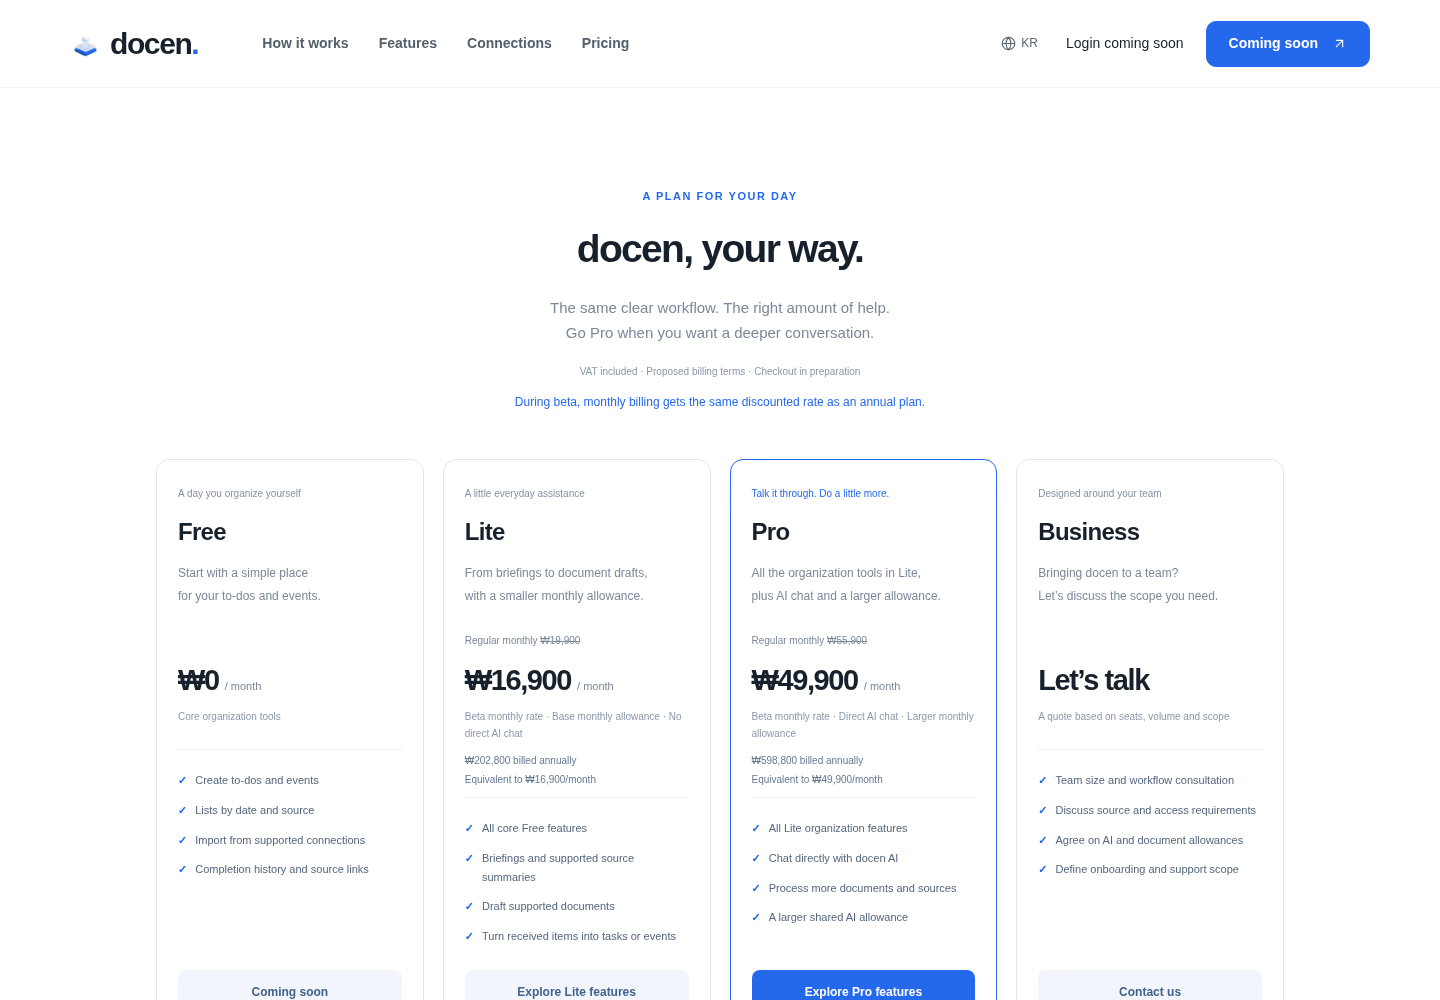 docen.
How it works
Features
Connections
Pricing
KR
Login coming soon
Coming soon
A PLAN FOR YOUR DAY
docen, your way.
The same clear workflow. The right amount of help.
Go Pro when you want a deeper conversation.
VAT included · Proposed billing terms · Checkout in preparation
During beta, monthly billing gets the same discounted rate as an annual plan.
A day you organize yourself
Free
Start with a simple place
for your to-dos and events.
₩0 / month
Core organization tools
✓ Create to-dos and events
✓ Lists by date and source
✓ Import from supported connections
✓ Completion history and source links
Coming soon
A little everyday assistance
Lite
From briefings to document drafts,
with a smaller monthly allowance.
Regular monthly ₩19,900
₩16,900 / month
Beta monthly rate · Base monthly allowance · No
direct AI chat
₩202,800 billed annually
Equivalent to ₩16,900/month
✓ All core Free features
✓ Briefings and supported source
summaries
✓ Draft supported documents
✓ Turn received items into tasks or events
Explore Lite features
Talk it through. Do a little more.
Pro
All the organization tools in Lite,
plus AI chat and a larger allowance.
Regular monthly ₩55,900
₩49,900 / month
Beta monthly rate · Direct AI chat · Larger monthly
allowance
₩598,800 billed annually
Equivalent to ₩49,900/month
✓ All Lite organization features
✓ Chat directly with docen AI
✓ Process more documents and sources
✓ A larger shared AI allowance
Explore Pro features
Designed around your team
Business
Bringing docen to a team?
Let’s discuss the scope you need.
Let’s talk
A quote based on seats, volume and scope
✓ Team size and workflow consultation
✓ Discuss source and access requirements
✓ Agree on AI and document allowances
✓ Define onboarding and support scope
Contact us